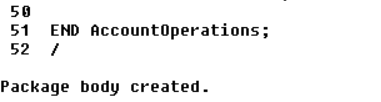 50
51 END AccountOperations;
52 /
Package body created.